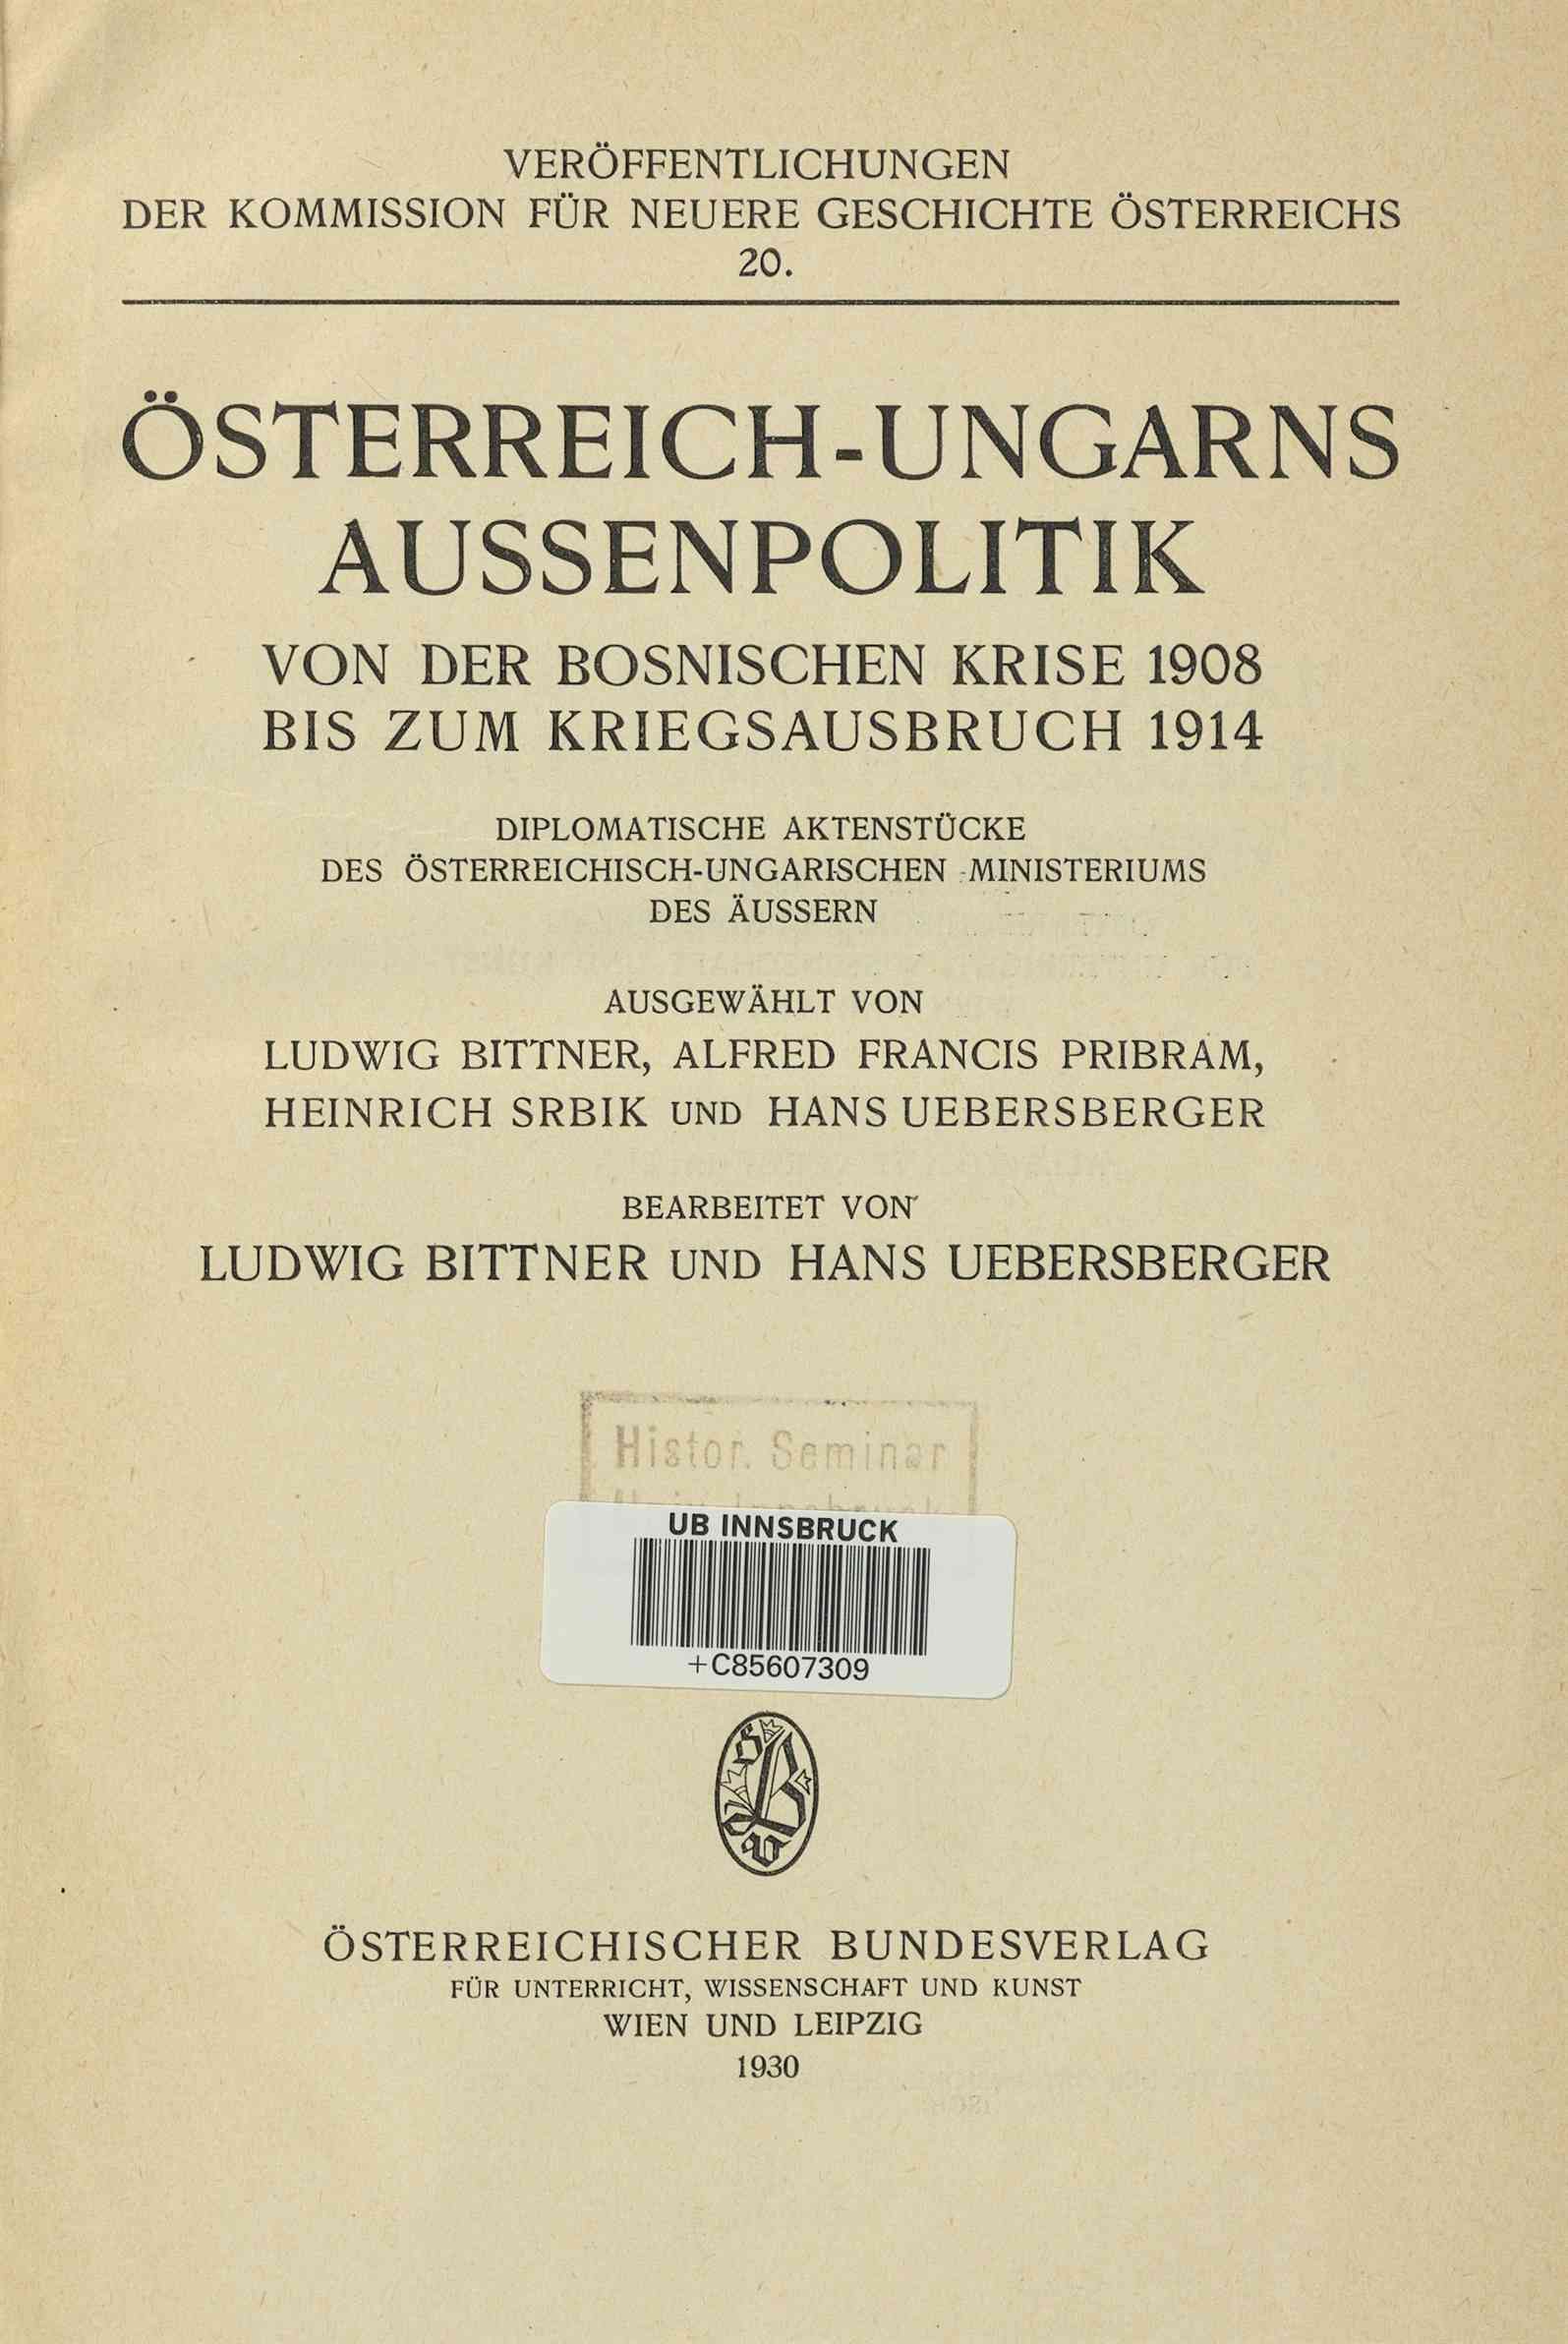 VERÖFFENTLICHUNGEN
DER KOMMISSION FÜR NEUERE GESCHICHTE ÖSTERREICHS
20.
ÖSTERREICH-UNGARNS
AUSSENPOLITIK
VON DER BOSNISCHEN KRISE 1908
BIS ZUM KRIEGSAUSBRUCH 1914
DIPLOMATISCHE AKTENSTÜCKE
DES ÖSTERREICHISCH-UNGARISCHEN MINISTERIUMS
DES ÄUSSERN
AUSGEWÄHLT VON
LUDWIG BITTNER, ALFRED FRANCIS PRIBRAM,
HEINRICH SRBIK UND HANS UEBERSBERGER
BEARBEITET VON
LUDWIG BITTNER UND HANS UEBERSBERGER
Histor. Seminar
UB INNSBRUCK
+C85607309
ÖBV
ÖSTERREICHISCHER BUNDESVERLAG
FÜR UNTERRICHT, WISSENSCHAFT UND KUNST
WIEN UND LEIPZIG
1930